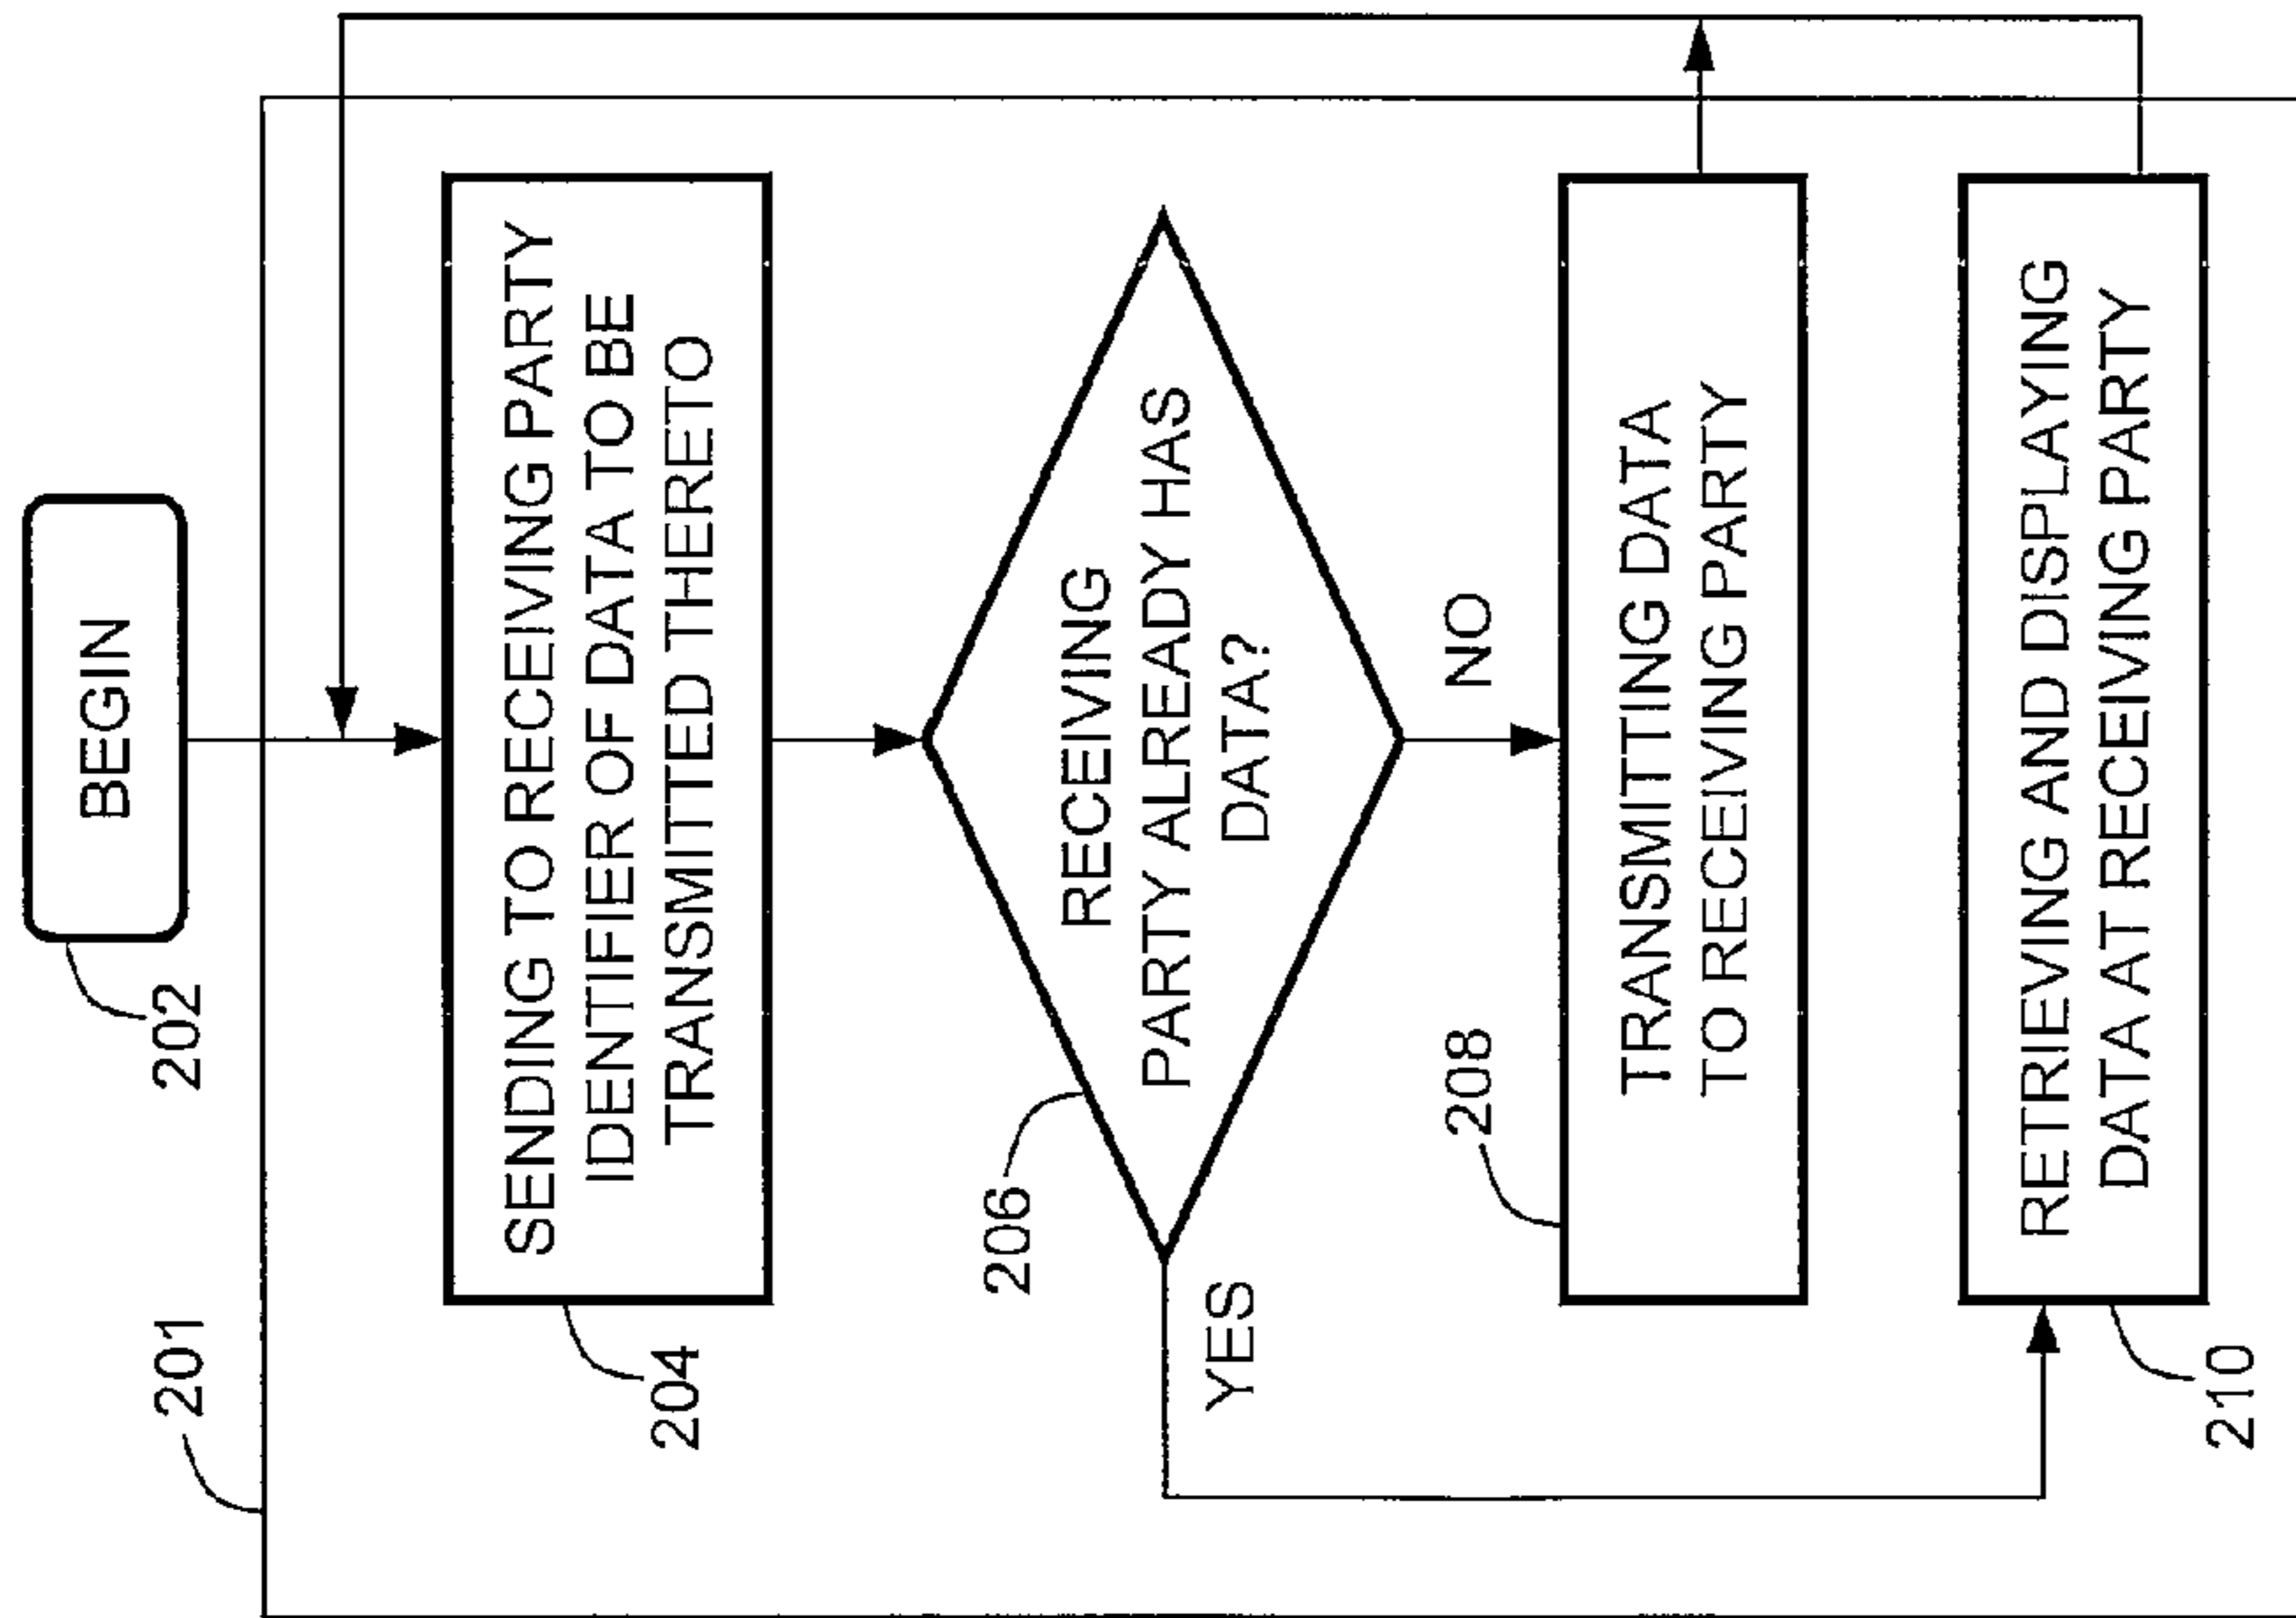 BEGIN
202
201
SENDING TO RECEIVING PARTY
IDENTIFIER OF DATA TO BE
TRANSMITTED THERETO
204
RECEIVING
PARTY ALREADY HAS
DATA?
206
YES
NO
208
TRANSMITTING DATA
TO RECEIVING PARTY
RETRIEVING AND DISPLAYING
DATA AT RECEIVING PARTY
210